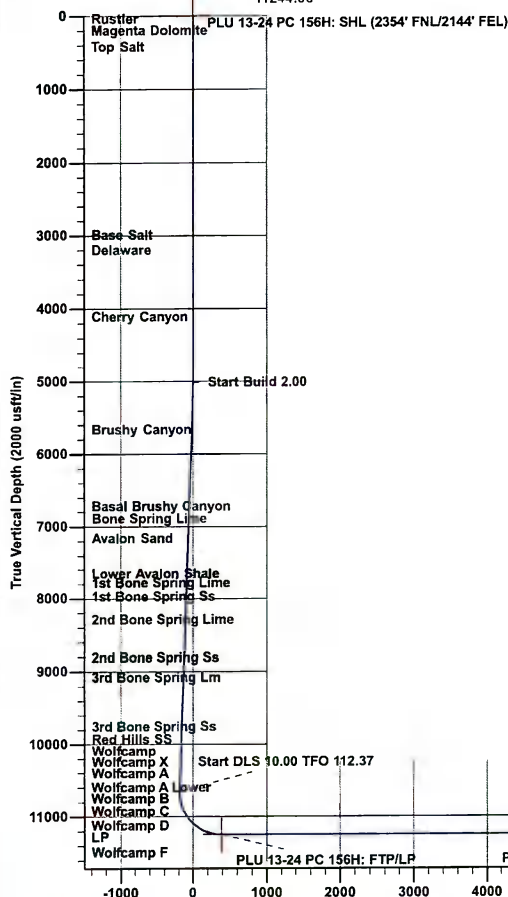 0
Rustler
PLU 13-24 PC 156H: SHL (2354' FNL/2144' FEL)
Magenta Dolomite
Top Salt
1000
2000
3000
Base Salt
Delaware
4000
Cherry Canyon
5000
Start Build 2.00
Brushy Canyon
6000
Basal Brushy Canyon
7000
Bone Spring Lime
Avalon Sand
Lower Avalon Shale
1st Bone Spring Lime
8000
1st Bone Spring Ss
2nd Bone Spring Lime
2nd Bone Spring Ss
9000
3rd Bone Spring Lm
3rd Bone Spring Ss
Red Hills SS
10000
Wolfcamp
Wolfcamp X
Start DLS 10.00 TFO 112.37
Wolfcamp A
Wolfcamp A Lower
Wolfcamp B
11000
Wolfcamp C
Wolfcamp D
LP
Wolfcamp F
PLU 13-24 PC 156H: FTP/LP
-1000
0
1000
2000
3000
4000
True Vertical Depth (2000 usft/in)